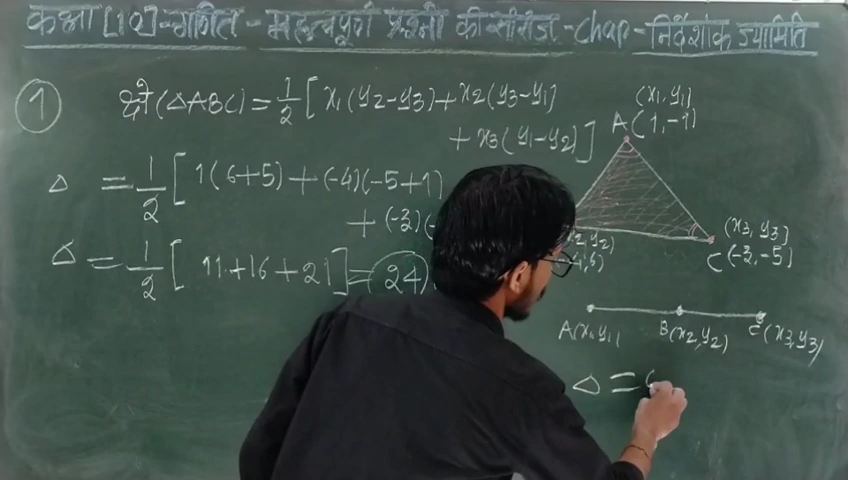 कक्षा [10]-गणित - महत्वपूर्ण प्रश्नों की सीरीज - Chap - निर्देशांक ज्यामिति
1
क्षे० (△ABC) = 1/2 [ x1(y2-y3) + x2(y3-y1)
+ x3(y1-y2) ]
△ = 1/2 [ 1(6+5) + (-4)(-5+1)
+ (-3)(-
△ = 1/2 [ 11+16+21] = 24
(x1, y1)
A(1,-1)
(x3, y3)
C(-3,-5)
A(x1, y1)
B(x2, y2)
C(x3, y3)
△ =